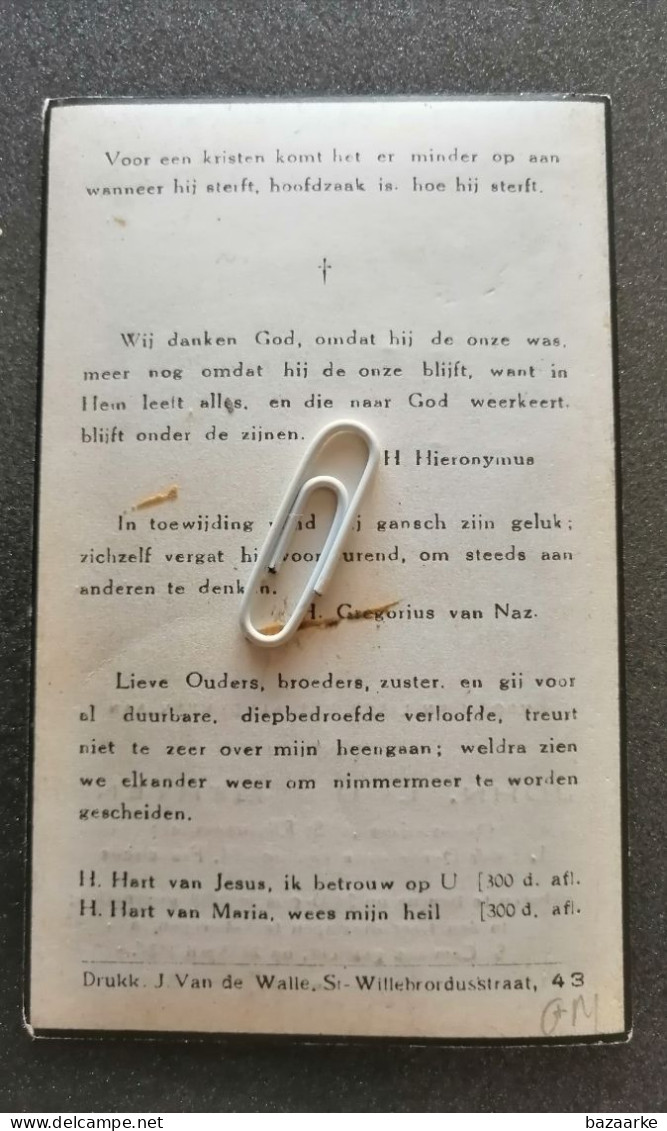 Voor een kristen komt het er minder op aan
wanneer hij sterft, hoofdzaak is. hoe hij sterft.
†
Wij danken God, omdat hij de onze was,
meer nog omdat hij de onze blijft, want in
Hem leeft alles, en die naar God weerkeert,
blijft onder de zijnen.
H Hieronymus
In toewijding gansch zijn geluk;
zichzelf vergat om steeds aan
anderen te
H. Gregorius van Naz.
Lieve Ouders, broeders, zuster, en gij voor
al duurbare, diepbedroefde verloofde, treurt
niet te zeer over mijn heengaan; weldra zien
we elkander weer om nimmermeer te worden
gescheiden.
H. Hart van Jesus, ik betrouw op U [300 d. afl.
H. Hart van Maria, wees mijn heil [300 d. afl.
Drukk. J. Van de Walle, St-Willebrordusstraat, 43
bazaarke